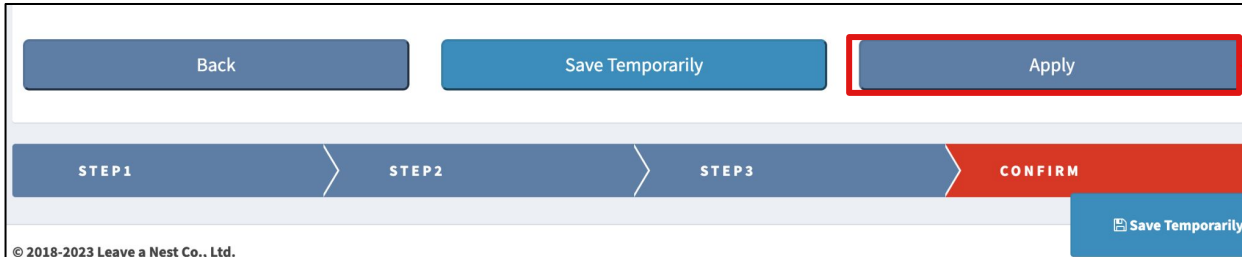 Back Save Temporarily Apply
STEP1 STEP2 STEP3 CONFIRM
Save Temporarily
© 2018-2023 Leave a Nest Co., Ltd.